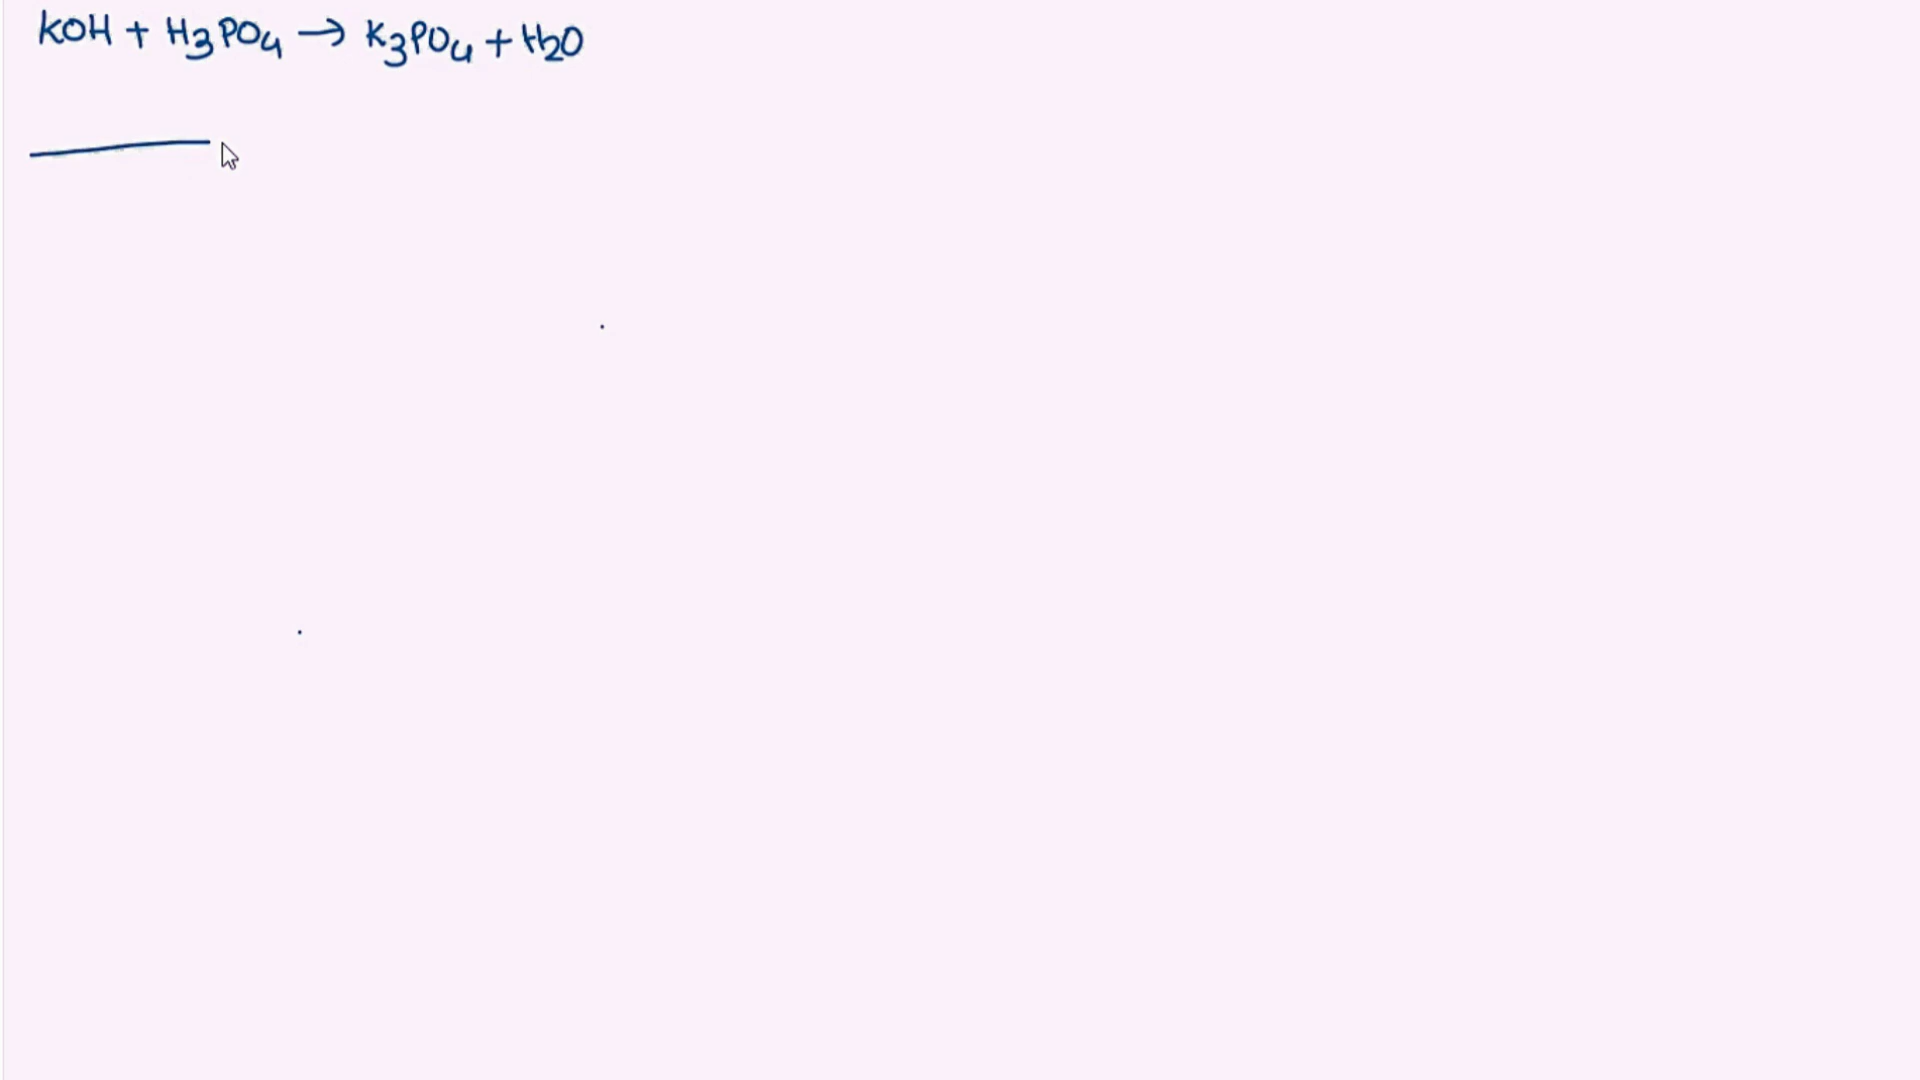 KOH + H₃PO₄ → K₃PO₄ + H₂O